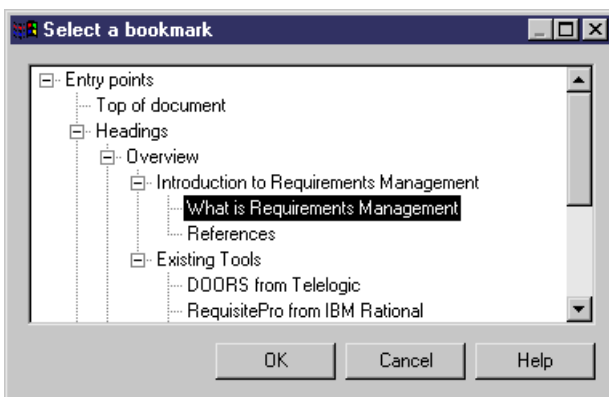 Select a bookmark
Entry points
Top of document
Headings
Overview
Introduction to Requirements Management
What is Requirements Management
References
Existing Tools
DOORS from Telelogic
RequisitePro from IBM Rational
OK Cancel Help